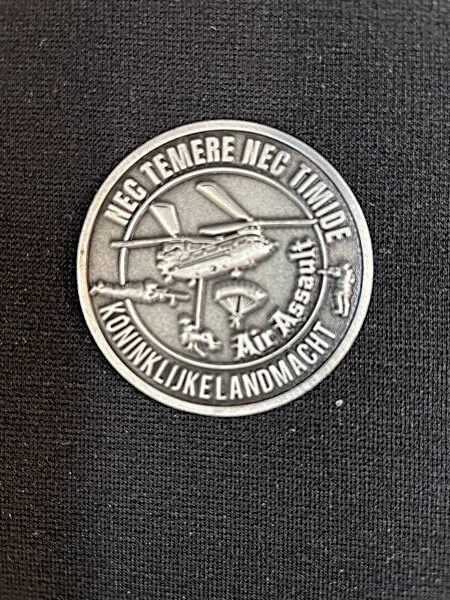 NEC TEMERE NEC TIMIDE
Air Assault
KONINKLIJKE LANDMACHT